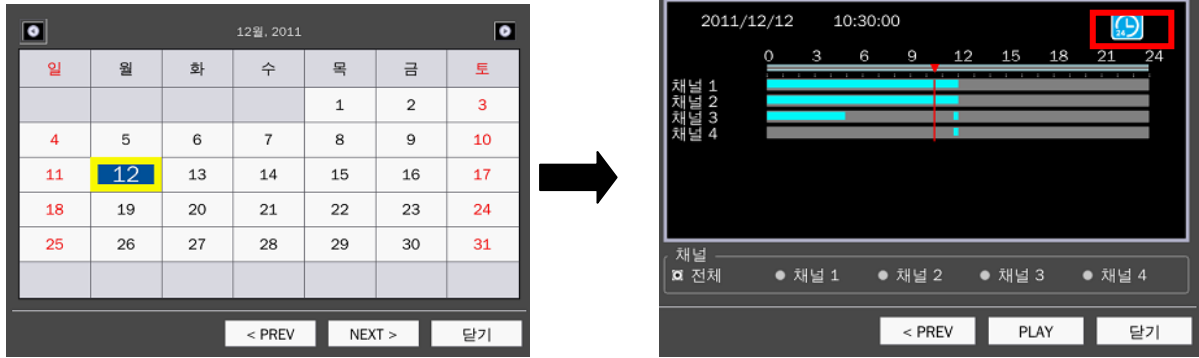 12월, 2011
일 월 화 수 목 금 토
1 2 3
4 5 6 7 8 9 10
11 12 13 14 15 16 17
18 19 20 21 22 23 24
25 26 27 28 29 30 31
< PREV NEXT > 닫기
2011/12/12 10:30:00
24
0 3 6 9 12 15 18 21 24
채널 1
채널 2
채널 3
채널 4
채널
전체 채널 1 채널 2 채널 3 채널 4
< PREV PLAY 닫기